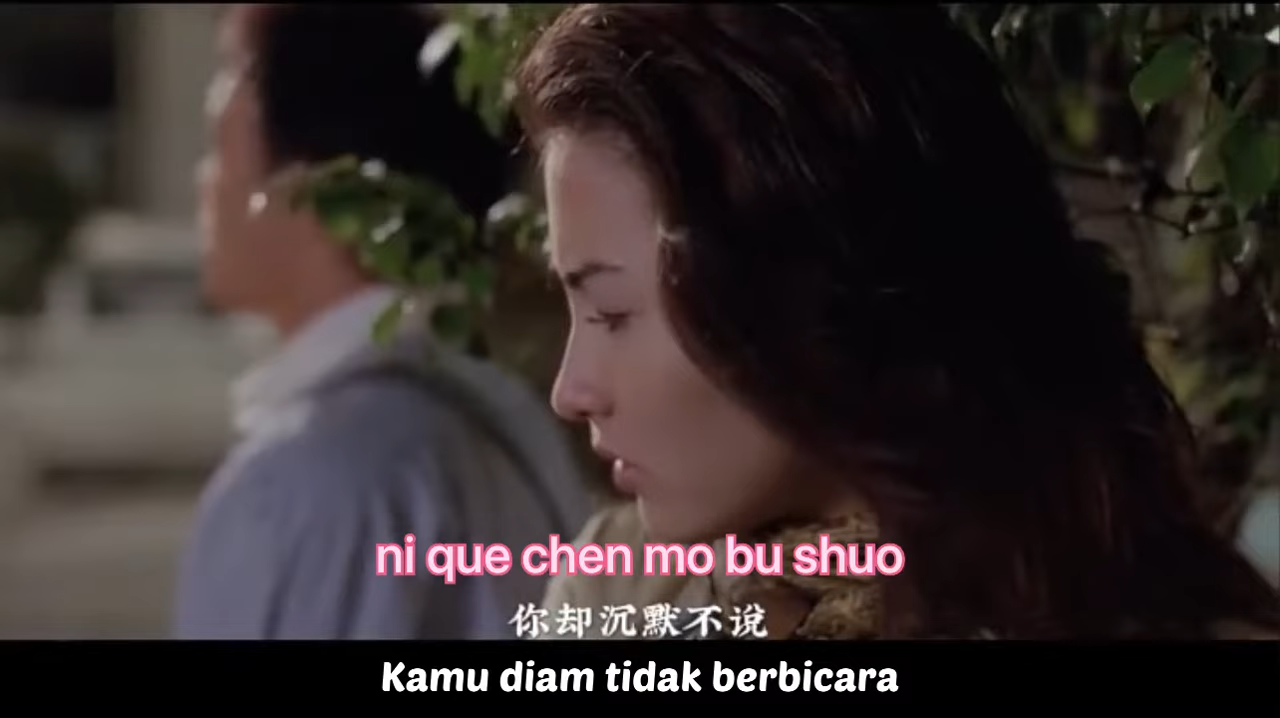 ni que chen mo bu shuo
你却沉默不说
Kamu diam tidak berbicara